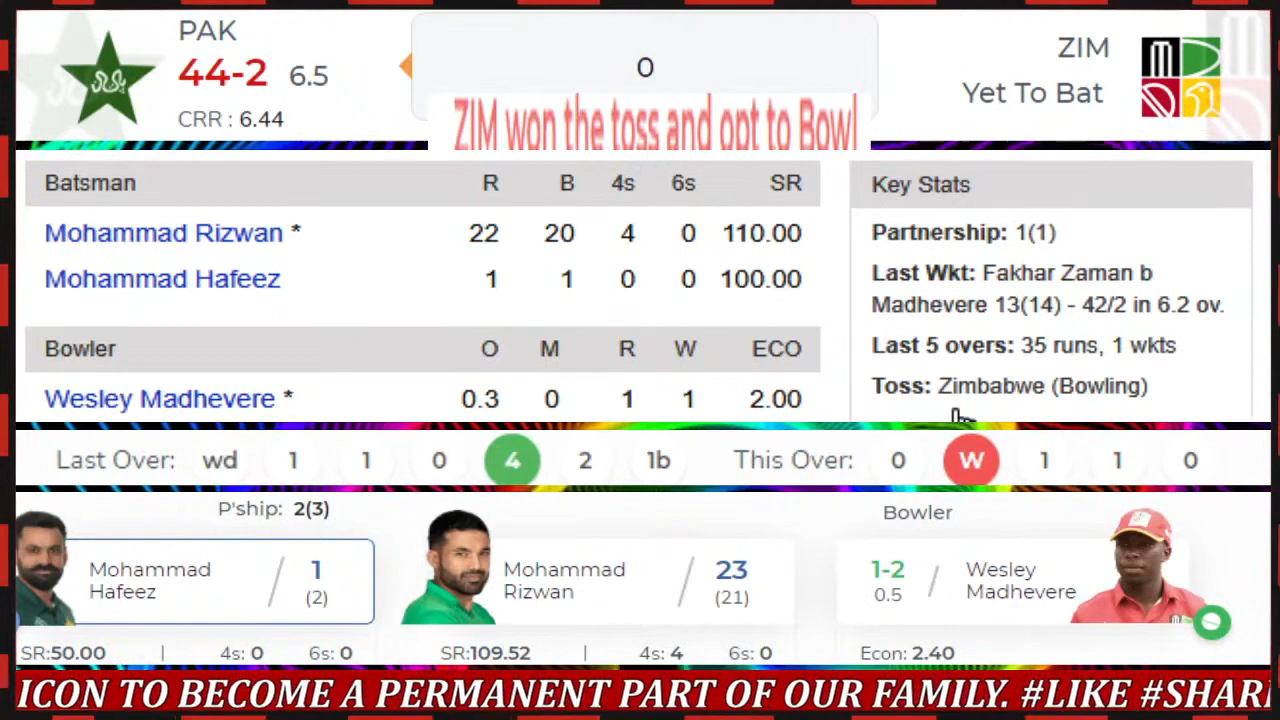 PAK
44-2 6.5
CRR : 6.44
0
ZIM won the toss and opt to Bowl
ZIM
Yet To Bat
Batsman R B 4s 6s SR
Mohammad Rizwan * 22 20 4 0 110.00
Mohammad Hafeez 1 1 0 0 100.00
Bowler O M R W ECO
Wesley Madhevere * 0.3 0 1 1 2.00
Key Stats
Partnership: 1(1)
Last Wkt: Fakhar Zaman b
Madhevere 13(14) - 42/2 in 6.2 ov.
Last 5 overs: 35 runs, 1 wkts
Toss: Zimbabwe (Bowling)
Last Over: wd 1 1 0 4 2 1b This Over: 0 W 1 1 0
P'ship: 2(3)
Mohammad
Hafeez
1
(2)
SR:50.00 | 4s: 0 6s: 0
Mohammad
Rizwan
23
(21)
SR:109.52 | 4s: 4 6s: 0
Bowler
1-2
0.5
Wesley
Madhevere
Econ: 2.40
ICON TO BECOME A PERMANENT PART OF OUR FAMILY. #LIKE #SHAR